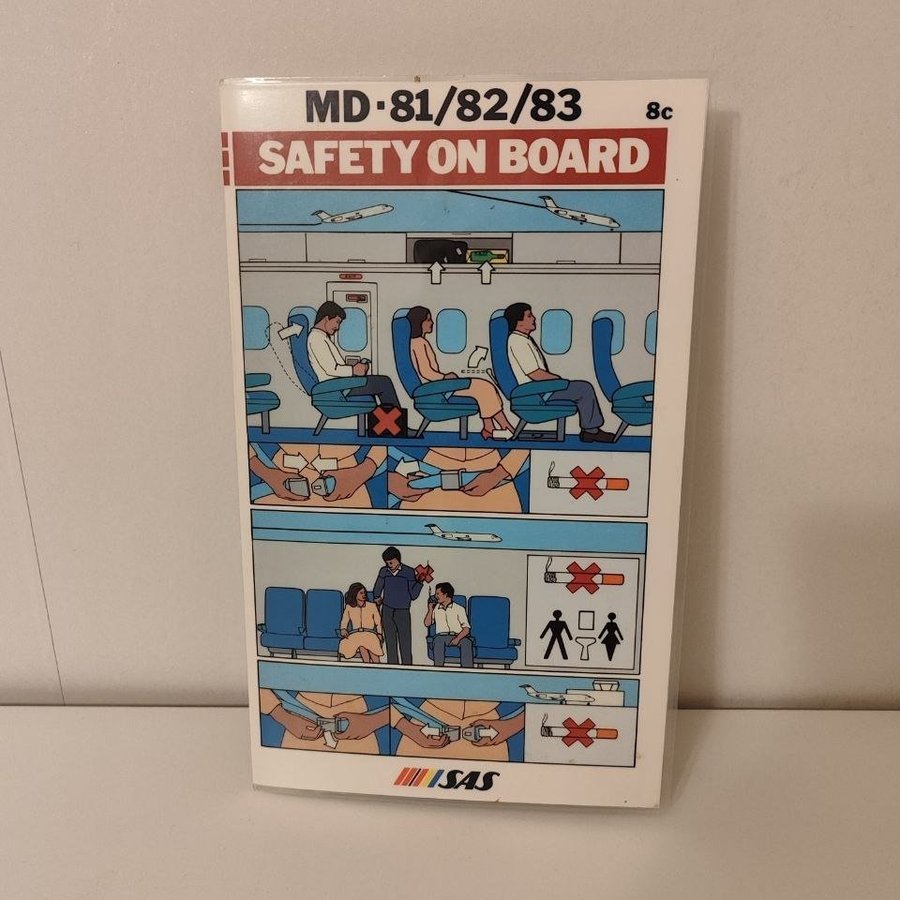 MD·81/82/83
8c
SAFETY ON BOARD
SAS